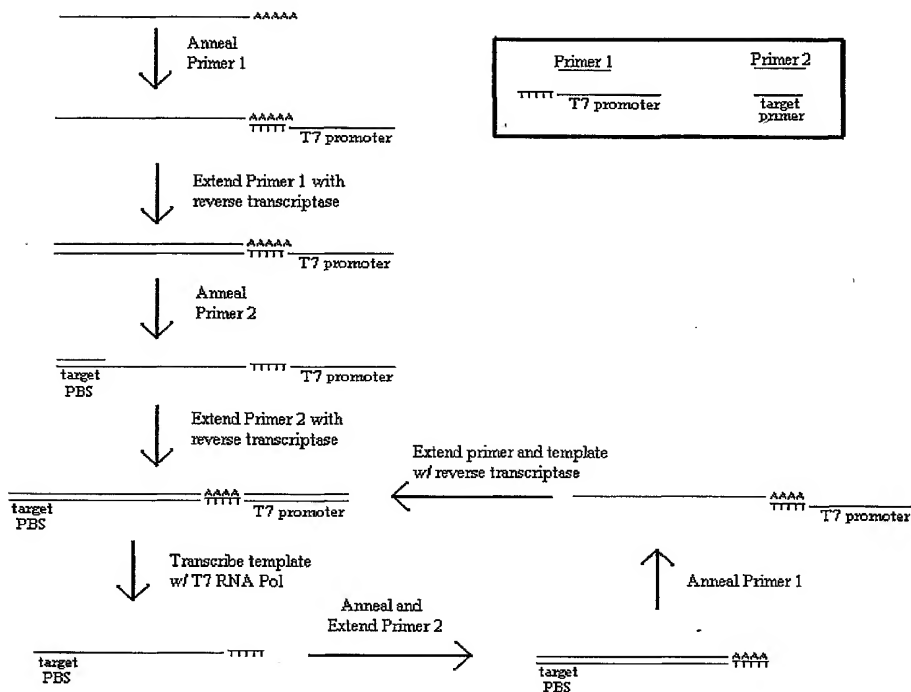 AAAAA
Anneal
Primer 1
Primer 1
Primer 2
TTTTT
T7 promoter
target
primer
AAAAA
TTTTT
T7 promoter
Extend Primer 1 with
reverse transcriptase
AAAAA
TTTTT
T7 promoter
Anneal
Primer 2
TTTTT
target
PBS
T7 promoter
Extend Primer 2 with
reverse transcriptase
Extend primer and template
w/ reverse transcriptase
AAAA
TTTTT
target
PBS
T7 promoter
AAAA
TTTTT
T7 promoter
Transcribe template
w/ T7 RNA Pol
Anneal Primer 1
Anneal and
Extend Primer 2
TTTTT
target
PBS
AAAA
TTTTT
target
PBS